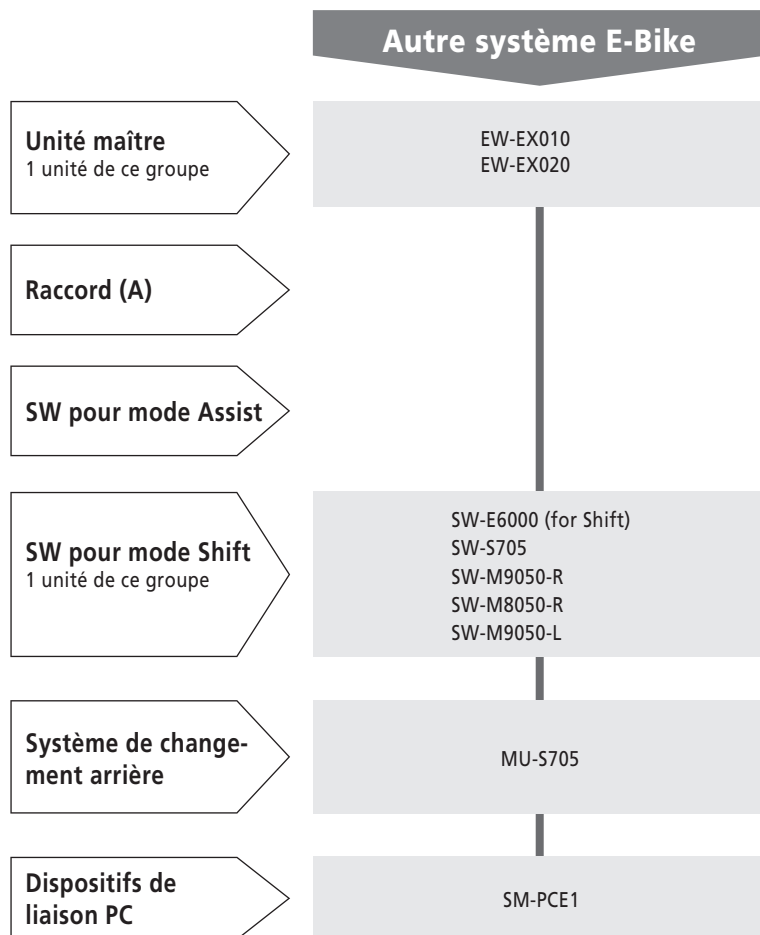 Autre système E-Bike
Unité maître
1 unité de ce groupe
EW-EX010
EW-EX020
Raccord (A)
SW pour mode Assist
SW pour mode Shift
1 unité de ce groupe
SW-E6000 (for Shift)
SW-S705
SW-M9050-R
SW-M8050-R
SW-M9050-L
Système de change-
ment arrière
MU-S705
Dispositifs de
liaison PC
SM-PCE1